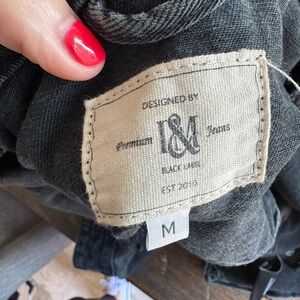 DESIGNED BY
Premium I&M Jeans
BLACK LABEL
EST 2010
M